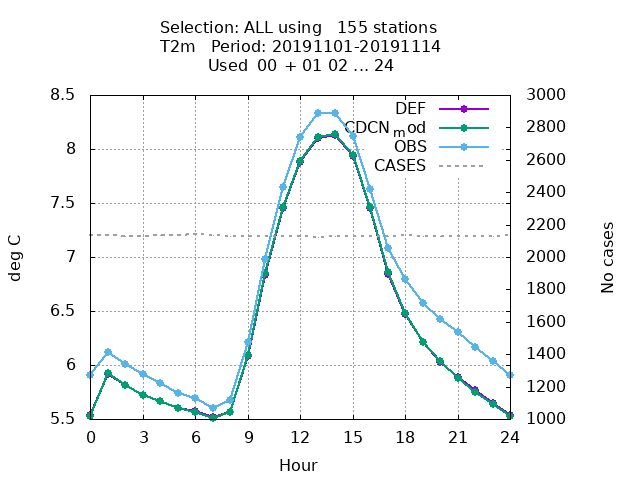 Selection: ALL using   155 stations
T2m   Period: 20191101-20191114
Used  00 + 01 02 ... 24
8.5
8
7.5
7
6.5
6
5.5
deg C
3000
2800
2600
2400
2200
2000
1800
1600
1400
1200
1000
No cases
DEF
CDCNmod
OBS
CASES
0 3 6 9 12 15 18 21 24
Hour